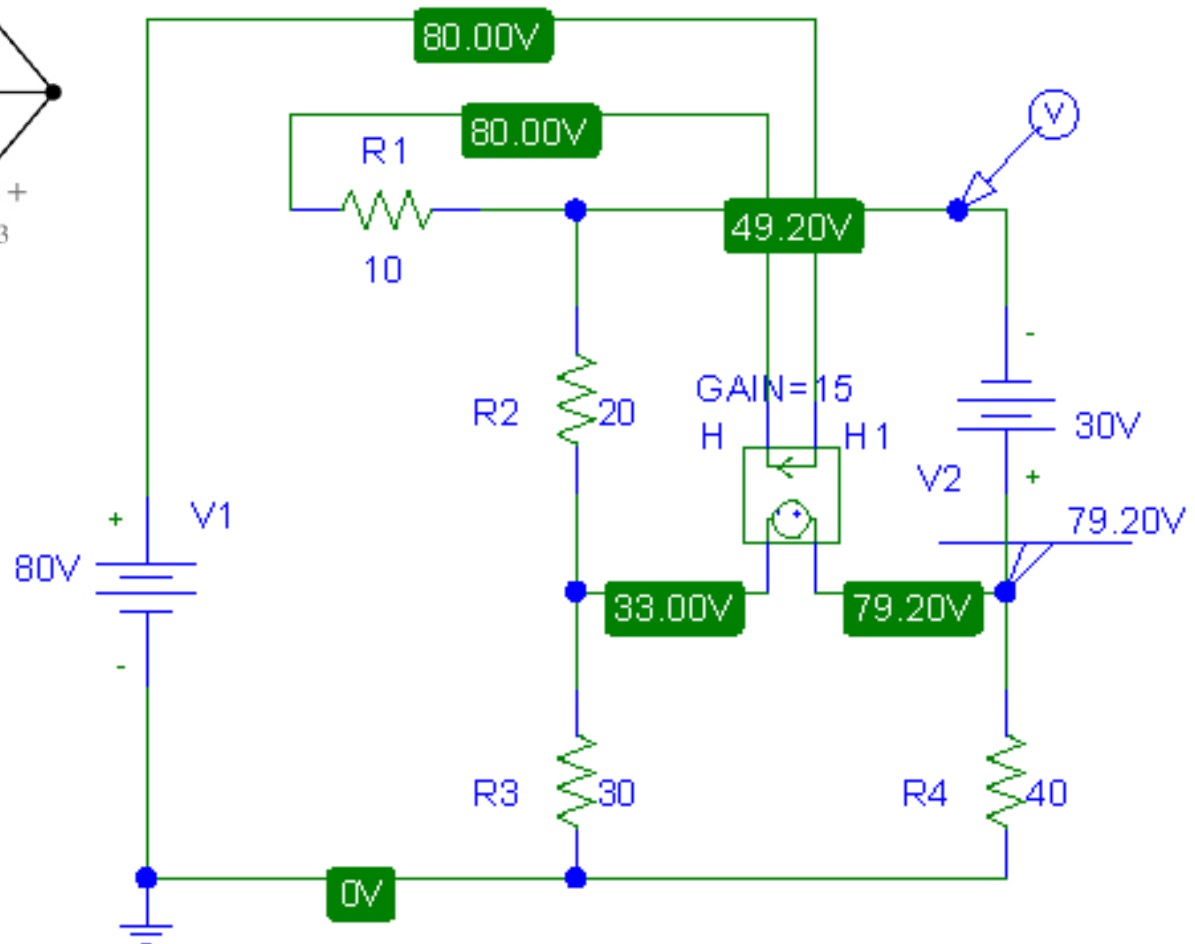 80.00V
80.00V
R1
V
+
3
49.20V
10
-
GAIN=15
R2
20
H
H1
30V
V2
+
+
V1
79.20V
80V
33.00V
79.20V
-
R3
30
R4
40
0V